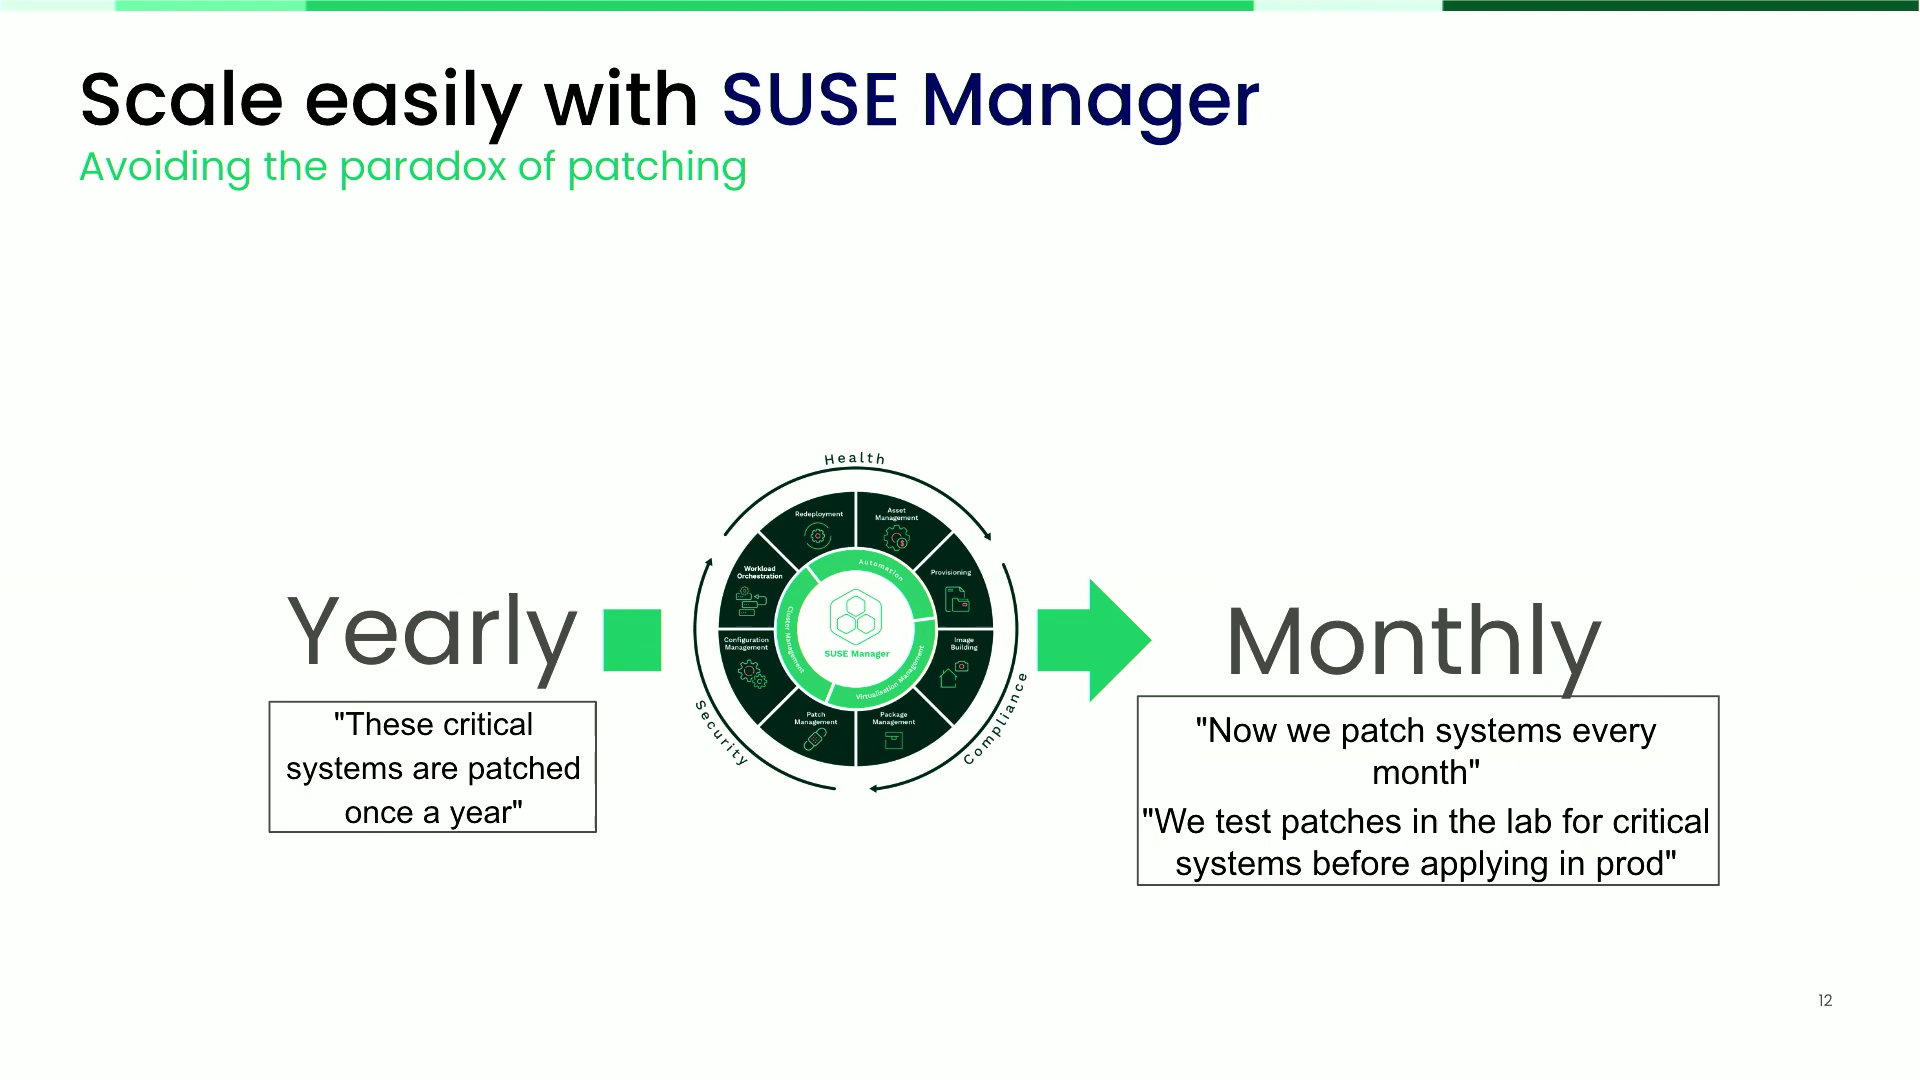 Scale easily with SUSE Manager
Avoiding the paradox of patching
Health
Redeployment
Asset
Management
Workload
Orchestration
Automation
Provisioning
Yearly
Cluster Management
SUSE Manager
Monthly
Configuration
Management
Image
Building
Virtualisation Management
Patch
Management
Package
Management
Security
Compliance
"These critical
systems are patched
once a year"
"Now we patch systems every
month"
"We test patches in the lab for critical
systems before applying in prod"
12